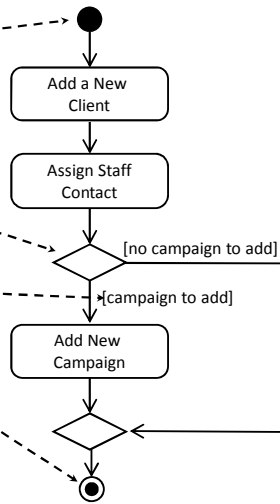 Add a New
Client
Assign Staff
Contact
[no campaign to add]
[campaign to add]
Add New
Campaign